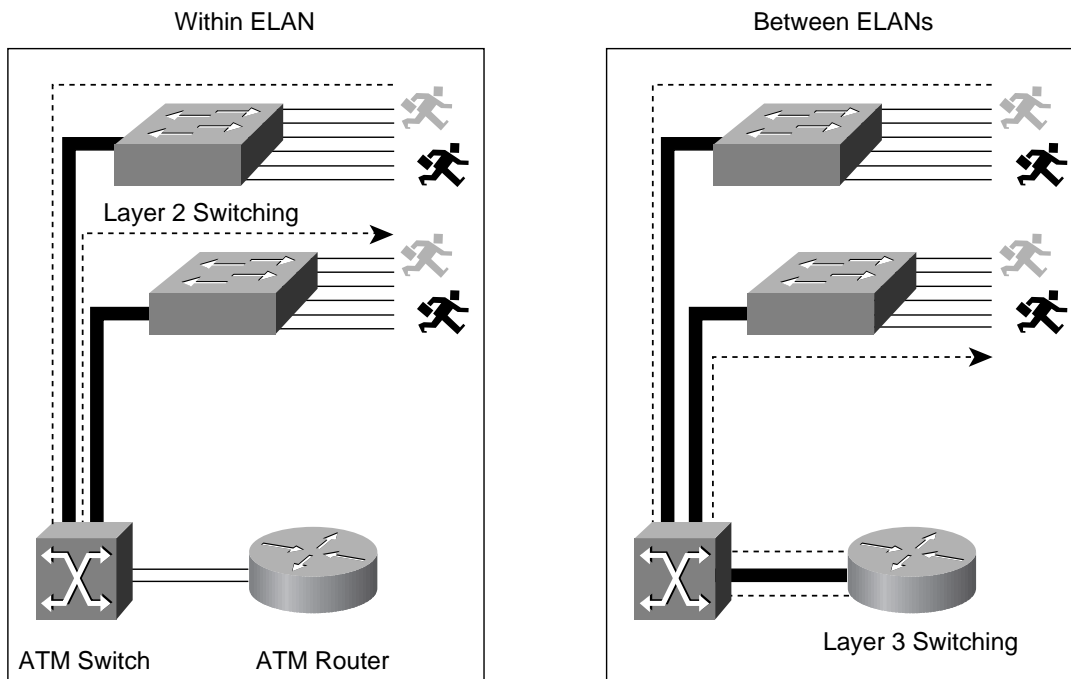 Within ELAN
Between ELANs
Layer 2 Switching
ATM Switch
ATM Router
Layer 3 Switching